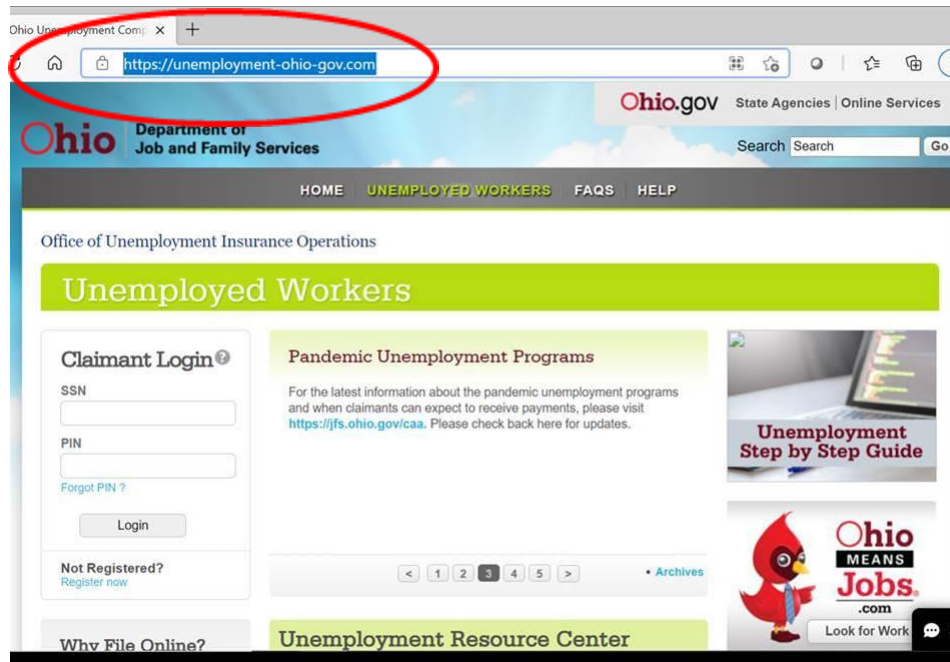 Ohio Unemployment Comp
https://unemployment-ohio-gov.com
Ohio.gov State Agencies | Online Services
Ohio Department of
Job and Family Services
Search Search Go
HOME UNEMPLOYED WORKERS FAQS HELP
Office of Unemployment Insurance Operations
Unemployed Workers
Claimant Login
SSN
PIN
Forgot PIN ?
Login
Not Registered?
Register now
Why File Online?
Pandemic Unemployment Programs
For the latest information about the pandemic unemployment programs
and when claimants can expect to receive payments, please visit
https://jfs.ohio.gov/caa. Please check back here for updates.
< 1 2 3 4 5 > • Archives
Unemployment Resource Center
Unemployment
Step by Step Guide
Ohio
MEANS
Jobs.
.com
Look for Work